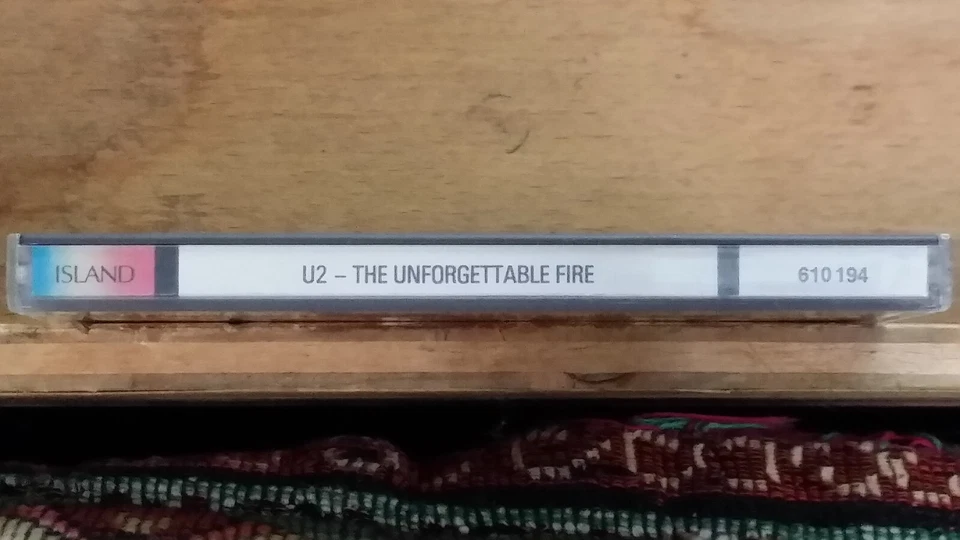 ISLAND U2 – THE UNFORGETTABLE FIRE 610 194